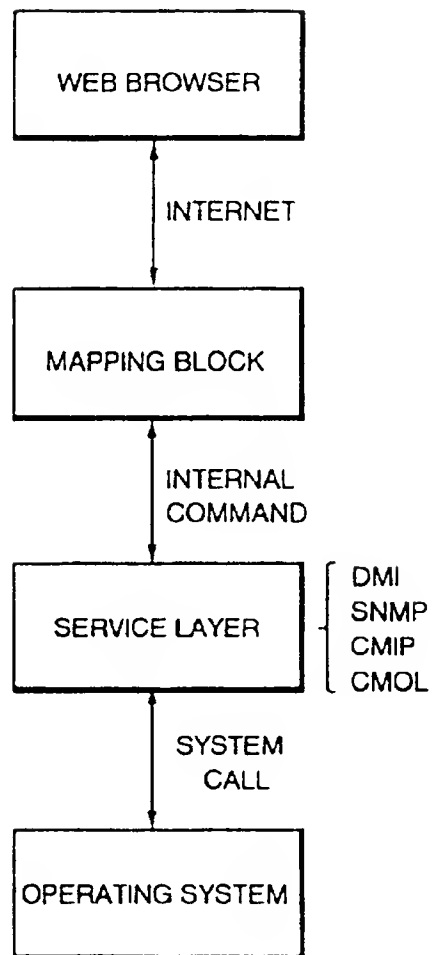 WEB BROWSER
INTERNET
MAPPING BLOCK
INTERNAL
COMMAND
SERVICE LAYER
DMI
SNMP
CMIP
CMOL
SYSTEM
CALL
OPERATING SYSTEM